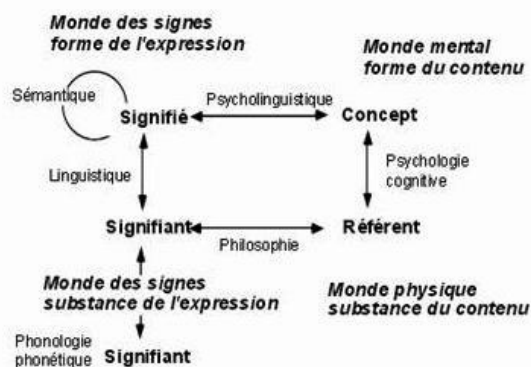 Monde des signes
forme de l'expression
Monde mental
forme du contenu
Sémantique
Psycholinguistique
Signifié
Concept
Linguistique
Psychologie
cognitive
Signifiant
Référent
Philosophie
Monde des signes
substance de l'expression
Monde physique
substance du contenu
Phonologie
phonétique
Signifiant